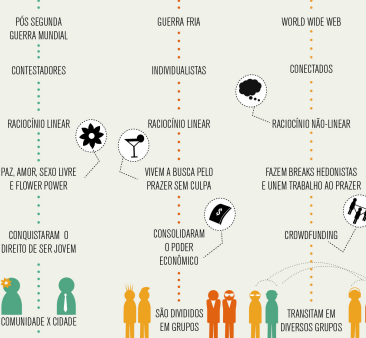 PÓS SEGUNDA
GUERRA MUNDIAL
CONTESTADORES
RACIOCÍNIO LINEAR
PAZ, AMOR, SEXO LIVRE
E FLOWER POWER
CONQUISTARAM O
DIREITO DE SER JOVEM
COMUNIDADE X CIDADE
GUERRA FRIA
INDIVIDUALISTAS
RACIOCÍNIO LINEAR
VIVEM A BUSCA PELO
PRAZER SEM CULPA
$
CONSOLIDARAM
O PODER
ECONÔMICO
SÃO DIVIDIDOS
EM GRUPOS
WORLD WIDE WEB
CONECTADOS
RACIOCÍNIO NÃO-LINEAR
FAZEM BREAKS HEDONISTAS
E UNEM TRABALHO AO PRAZER
CROWDFUNDING
TRANSITAM EM
DIVERSOS GRUPOS